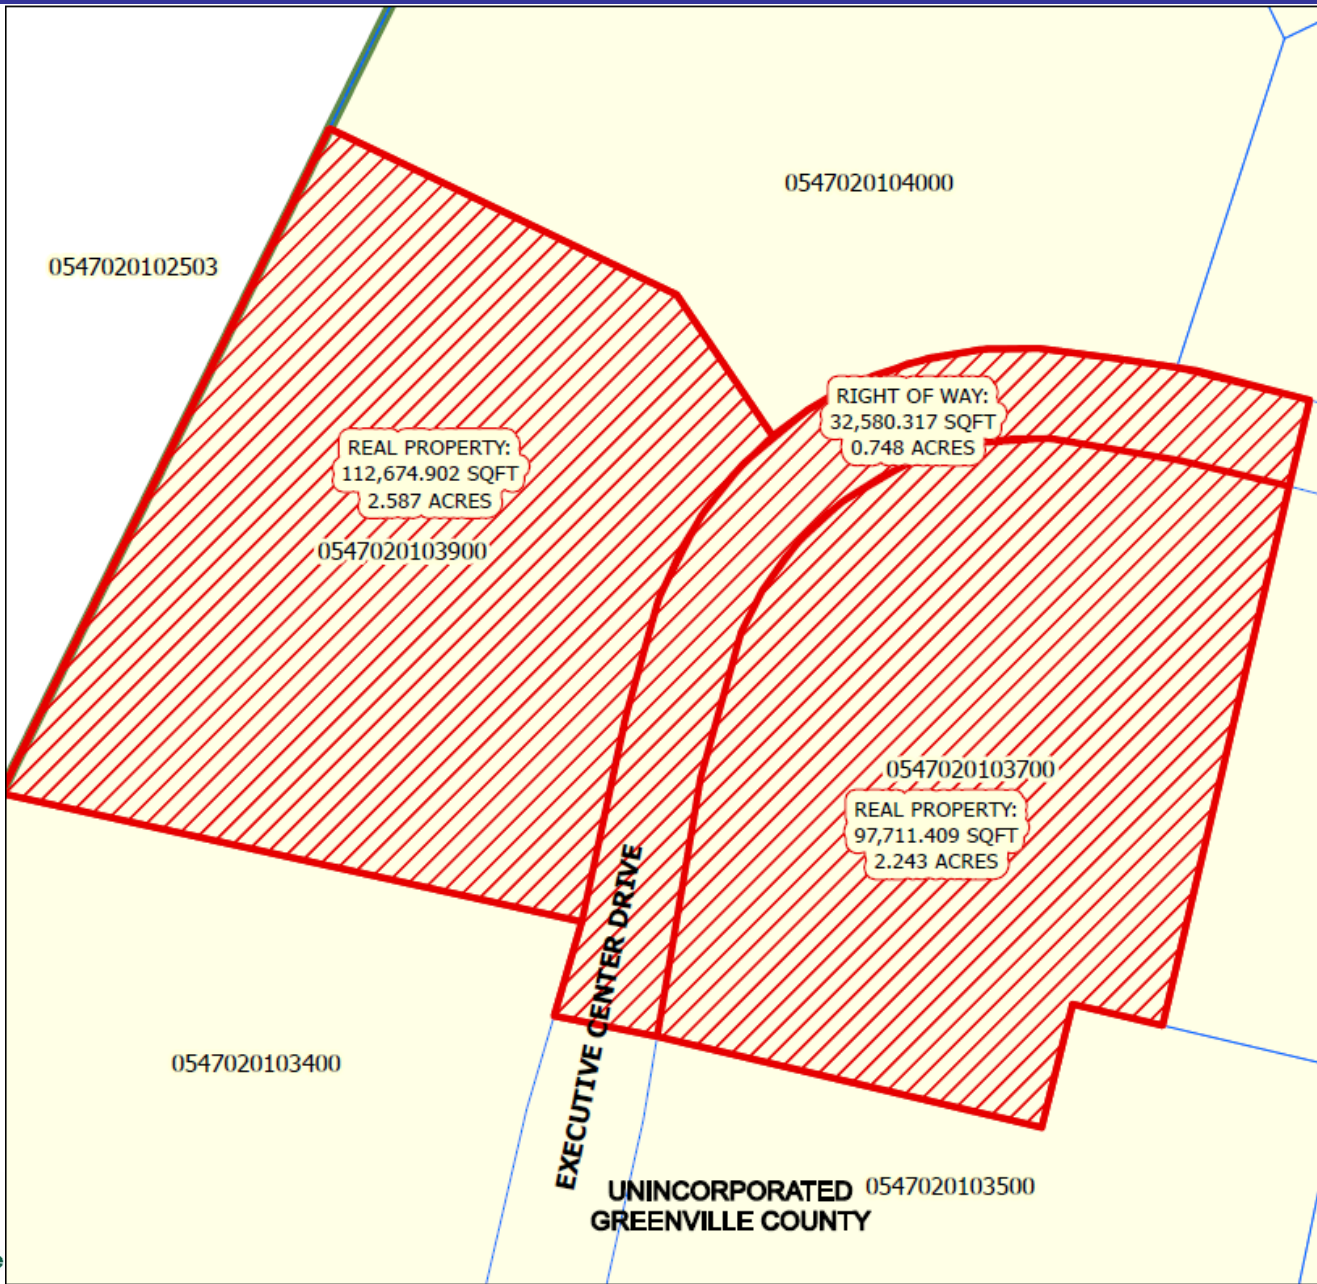 0547020104000
0547020102503
RIGHT OF WAY:
32,580.317 SQFT
0.748 ACRES
REAL PROPERTY:
112,674.902 SQFT
2.587 ACRES
0547020103900
0547020103700
REAL PROPERTY:
97,711.409 SQFT
2.243 ACRES
EXECUTIVE CENTER DRIVE
0547020103400
0547020103500
UNINCORPORATED
GREENVILLE COUNTY